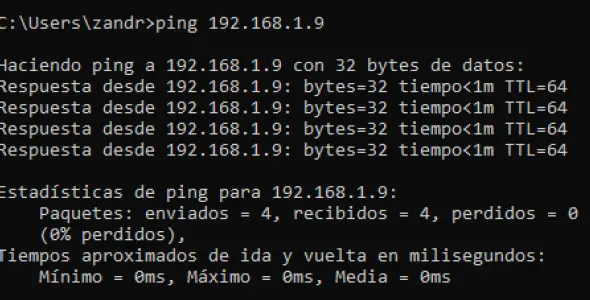 C:\Users\zandr>ping 192.168.1.9
Haciendo ping a 192.168.1.9 con 32 bytes de datos:
Respuesta desde 192.168.1.9: bytes=32 tiempo<1m TTL=64
Respuesta desde 192.168.1.9: bytes=32 tiempo<1m TTL=64
Respuesta desde 192.168.1.9: bytes=32 tiempo<1m TTL=64
Respuesta desde 192.168.1.9: bytes=32 tiempo<1m TTL=64
Estadísticas de ping para 192.168.1.9:
Paquetes: enviados = 4, recibidos = 4, perdidos = 0
(0% perdidos),
Tiempos aproximados de ida y vuelta en milisegundos:
Mínimo = 0ms, Máximo = 0ms, Media = 0ms